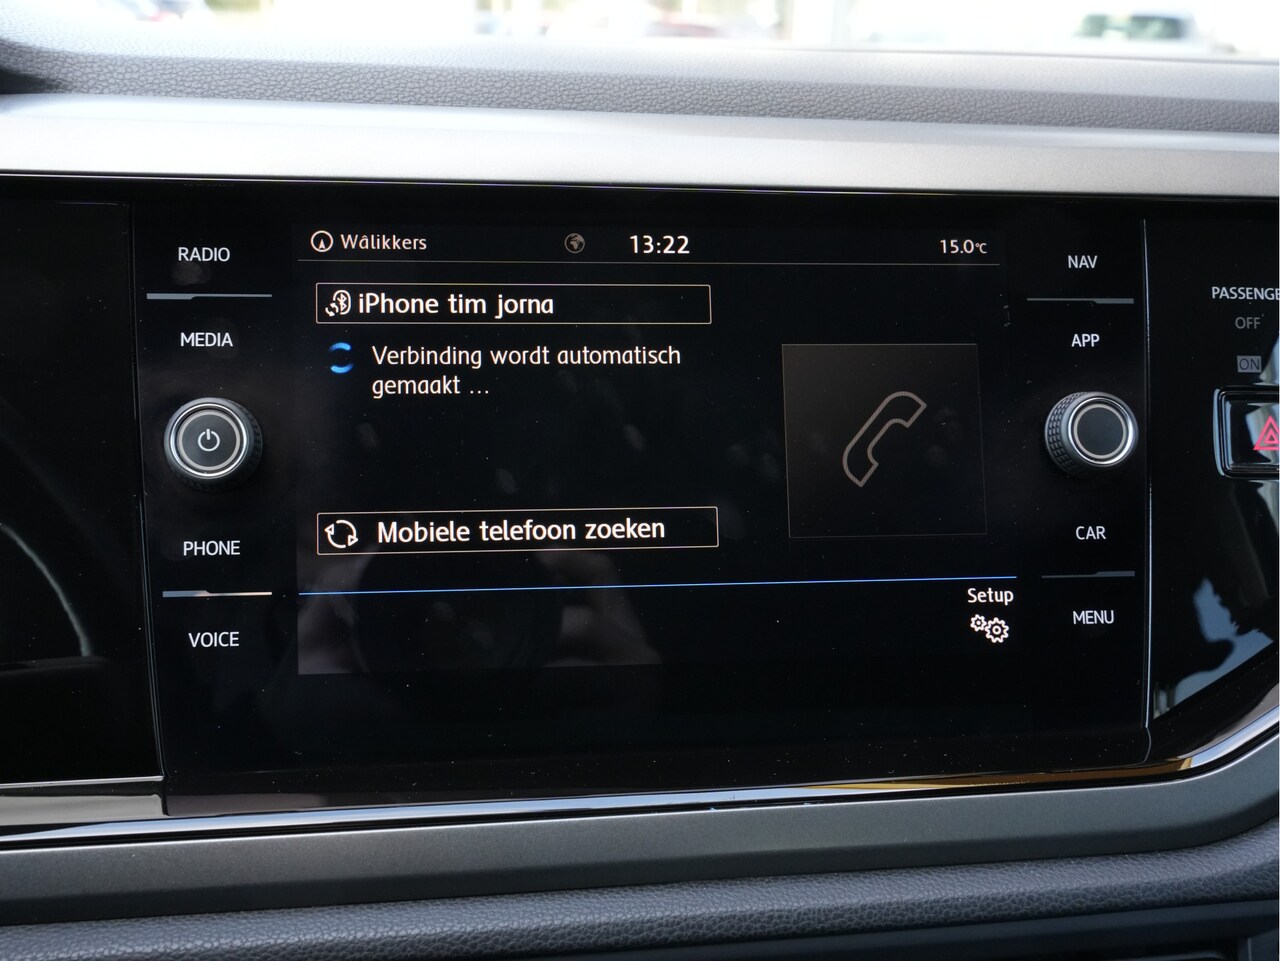 RADIO
MEDIA
PHONE
VOICE
Wâlikkers
13:22
15.0°C
iPhone tim jorna
Verbinding wordt automatisch
gemaakt ...
Mobiele telefoon zoeken
Setup
NAV
APP
CAR
MENU
OFF
ON